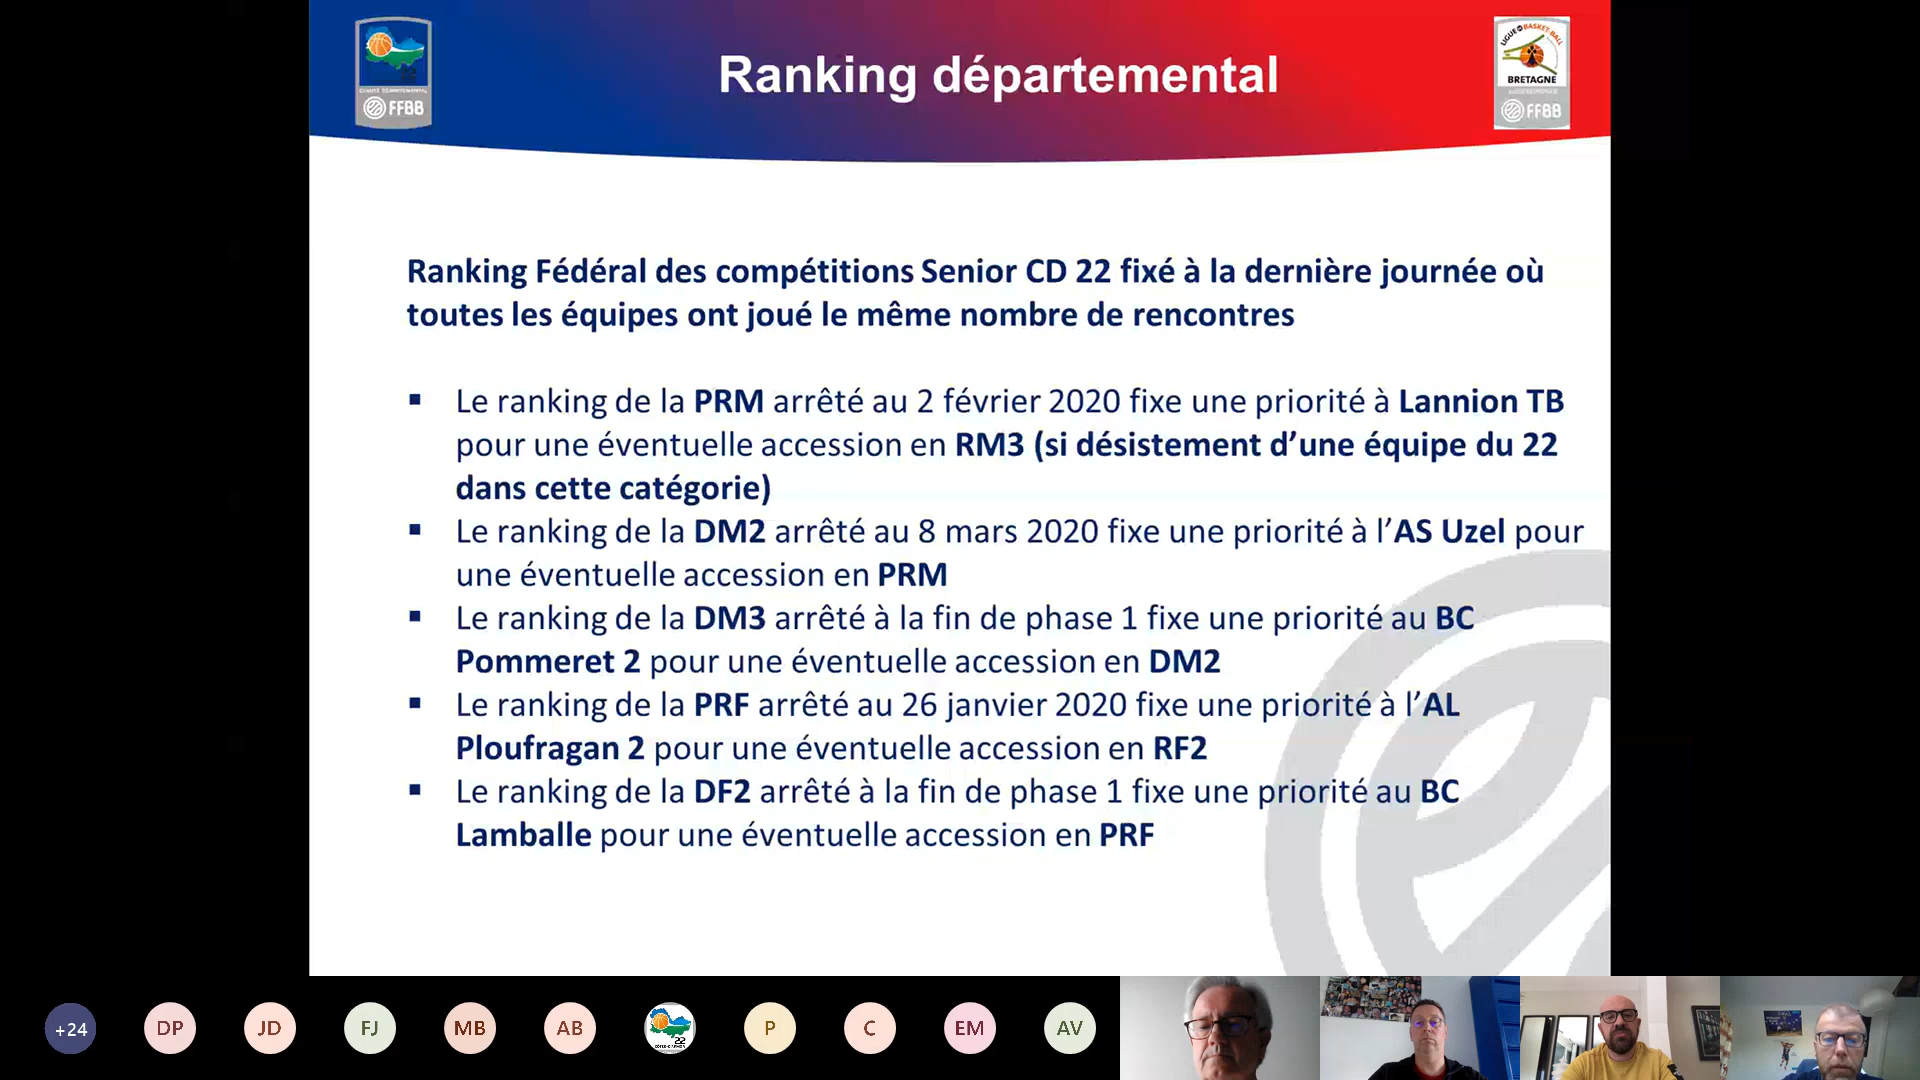 Ranking départemental
COMITÉ DÉPARTEMENTAL
FFBB
LIGUE DE BASKET-BALL
BRETAGNE
FFBB
Ranking Fédéral des compétitions Senior CD 22 fixé à la dernière journée où
toutes les équipes ont joué le même nombre de rencontres
▪ Le ranking de la PRM arrêté au 2 février 2020 fixe une priorité à Lannion TB
pour une éventuelle accession en RM3 (si désistement d’une équipe du 22
dans cette catégorie)
▪ Le ranking de la DM2 arrêté au 8 mars 2020 fixe une priorité à l’AS Uzel pour
une éventuelle accession en PRM
▪ Le ranking de la DM3 arrêté à la fin de phase 1 fixe une priorité au BC
Pommeret 2 pour une éventuelle accession en DM2
▪ Le ranking de la PRF arrêté au 26 janvier 2020 fixe une priorité à l’AL
Ploufragan 2 pour une éventuelle accession en RF2
▪ Le ranking de la DF2 arrêté à la fin de phase 1 fixe une priorité au BC
Lamballe pour une éventuelle accession en PRF
+24
DP
JD
FJ
MB
AB
22
P
C
EM
AV